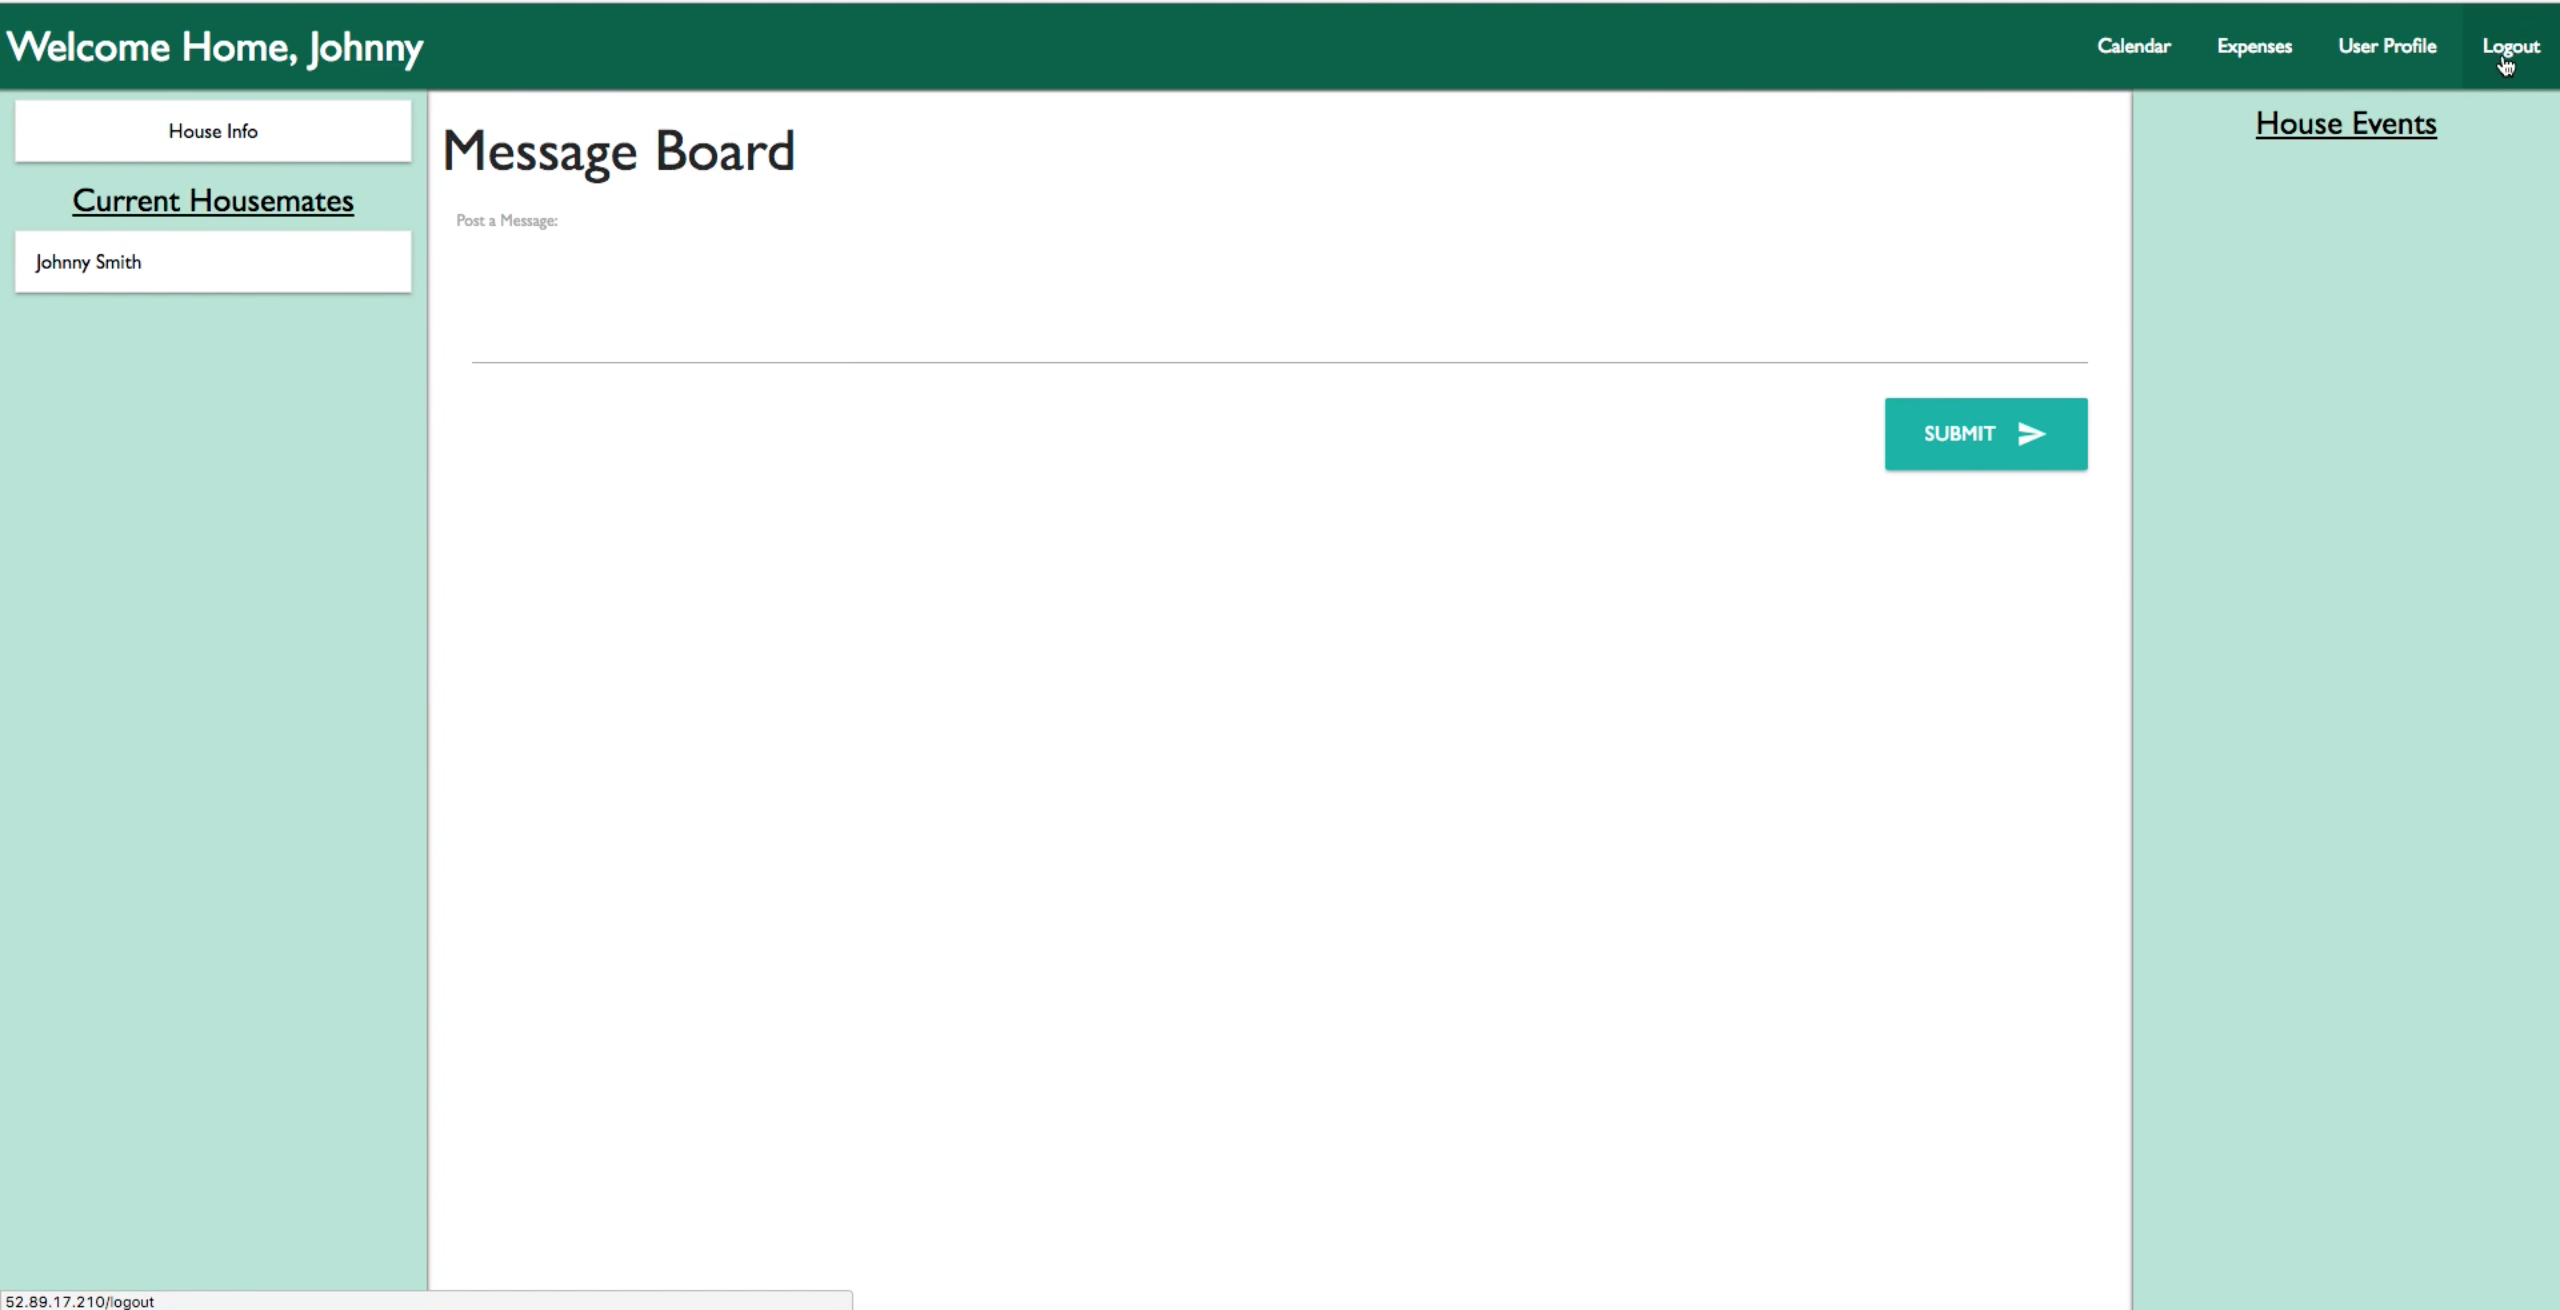 Welcome Home, Johnny
Calendar
Expenses
User Profile
Logout
House Info
Current Housemates
Johnny Smith
Message Board
Post a Message:
SUBMIT
House Events
52.89.17.210/logout